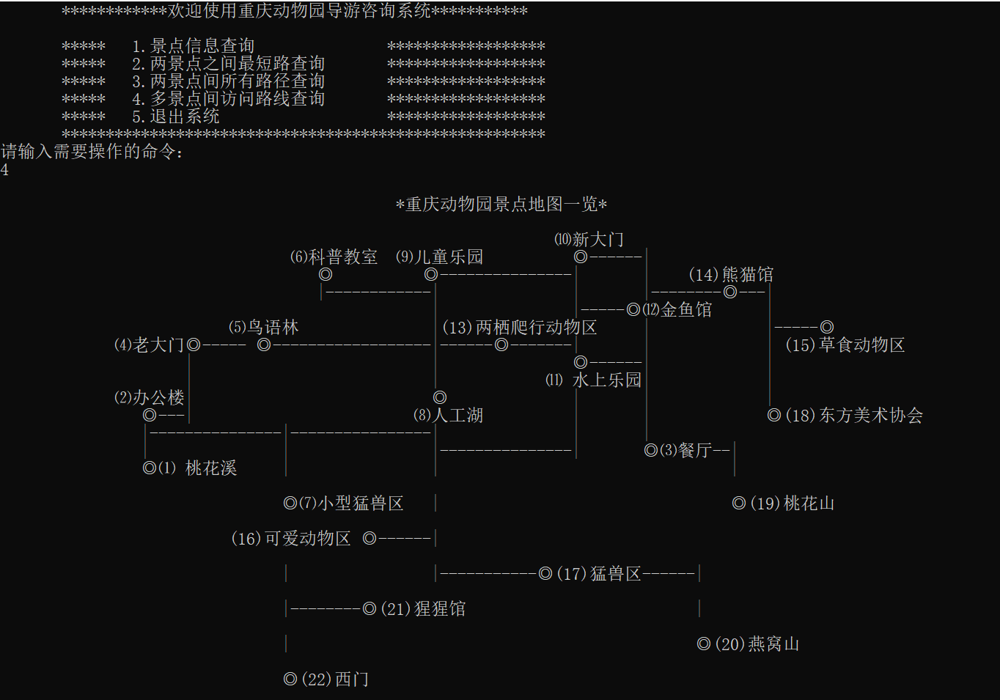 ************欢迎使用重庆动物园导游咨询系统***********
***** 1.景点信息查询 ******************
***** 2.两景点之间最短路查询 ******************
***** 3.两景点间所有路径查询 ******************
***** 4.多景点间访问路线查询 ******************
***** 5.退出系统 ******************
*******************************************************
请输入需要操作的命令:
4
*重庆动物园景点地图一览*
⑽新大门
⑹科普教室 ⑼儿童乐园 ◎------|
◎ ◎---------------| | (14)熊猫馆
|------------| | |--------◎---|
| |-----◎⑿金鱼馆 |
⑸鸟语林 |(13)两栖爬行动物区 | |-----◎
⑷老大门◎----- ◎-------------------|------◎-------| | | (15)草食动物区
| | ◎------| |
| | ⑾ 水上乐园| |
⑵办公楼| ◎ | | |
◎---| ⑻人工湖 | | ◎(18)东方美术协会
|---------------|----------------| | |
| | |---------------| ◎⑶餐厅--|
◎⑴ 桃花溪 | | |
◎⑺小型猛兽区 | ◎(19)桃花山
(16)可爱动物区 ◎------|
| |-----------◎(17)猛兽区------|
|--------◎(21)猩猩馆 |
| ◎(20)燕窝山
◎(22)西门